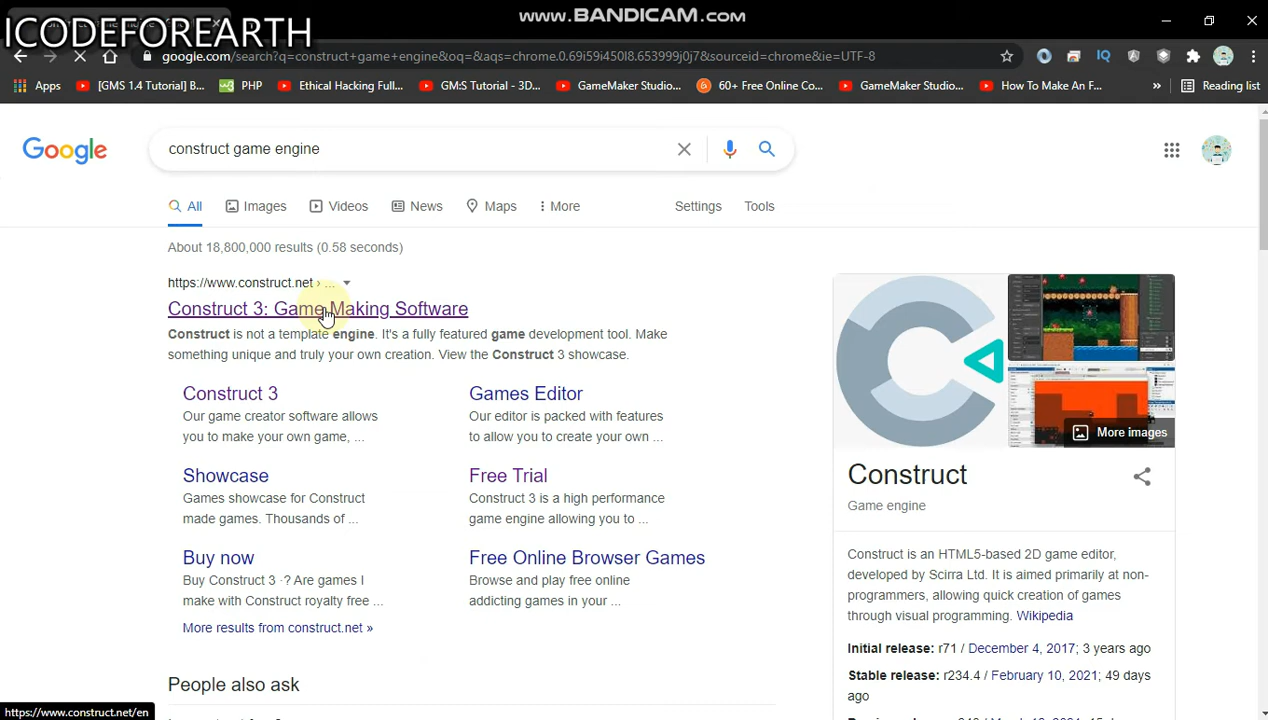 www.BANDICAM.com
ICODEFOREARTH
google.com/search?q=construct+game+engine&oq=&aqs=chrome.0.69i59i450l8.653999j0j7&sourceid=chrome&ie=UTF-8
Apps [GMS 1.4 Tutorial] B... PHP Ethical Hacking Full... GM:S Tutorial - 3D... GameMaker Studio... 60+ Free Online Co... GameMaker Studio... How To Make An F... » Reading list
Google
construct game engine
All Images Videos News Maps More Settings Tools
About 18,800,000 results (0.58 seconds)
https://www.construct.net › ...
Construct 3: Game Making Software
Construct is not a template engine. It's a fully featured game development tool. Make
something unique and truly your own creation. View the Construct 3 showcase.
Construct 3
Our game creator software allows
you to make your own game, ...
Games Editor
Our editor is packed with features
to allow you to create your own ...
Showcase
Games showcase for Construct
made games. Thousands of ...
Free Trial
Construct 3 is a high performance
game engine allowing you to ...
Buy now
Buy Construct 3 ·? Are games I
make with Construct royalty free ...
Free Online Browser Games
Browse and play free online
addicting games in your ...
More results from construct.net »
People also ask
More images
Construct
Game engine
Construct is an HTML5-based 2D game editor,
developed by Scirra Ltd. It is aimed primarily at non-
programmers, allowing quick creation of games
through visual programming. Wikipedia
Initial release: r71 / December 4, 2017; 3 years ago
Stable release: r234.4 / February 10, 2021; 49 days
ago
https://www.construct.net/en